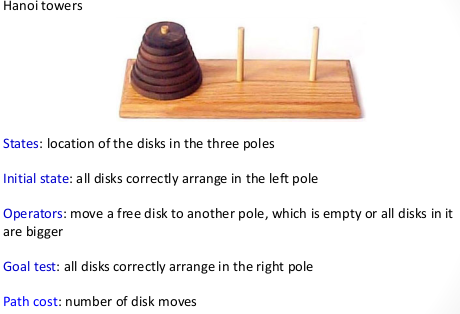 Hanoi towers
States: location of the disks in the three poles
Initial state: all disks correctly arrange in the left pole
Operators: move a free disk to another pole, which is empty or all disks in it
are bigger
Goal test: all disks correctly arrange in the right pole
Path cost: number of disk moves